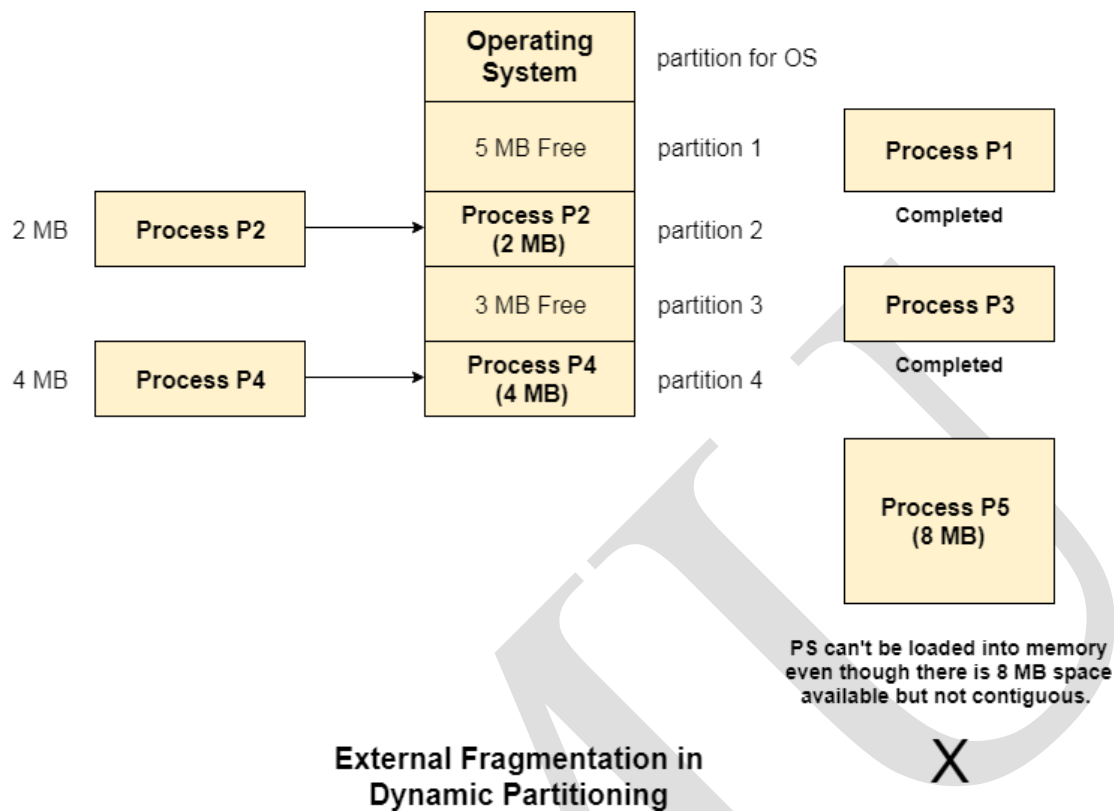 Operating
System
partition for OS
5 MB Free
partition 1
Process P1
Completed
2 MB
Process P2
Process P2
(2 MB)
partition 2
3 MB Free
partition 3
Process P3
Completed
4 MB
Process P4
Process P4
(4 MB)
partition 4
Process P5
(8 MB)
PS can't be loaded into memory
even though there is 8 MB space
available but not contiguous.
External Fragmentation in
Dynamic Partitioning
X